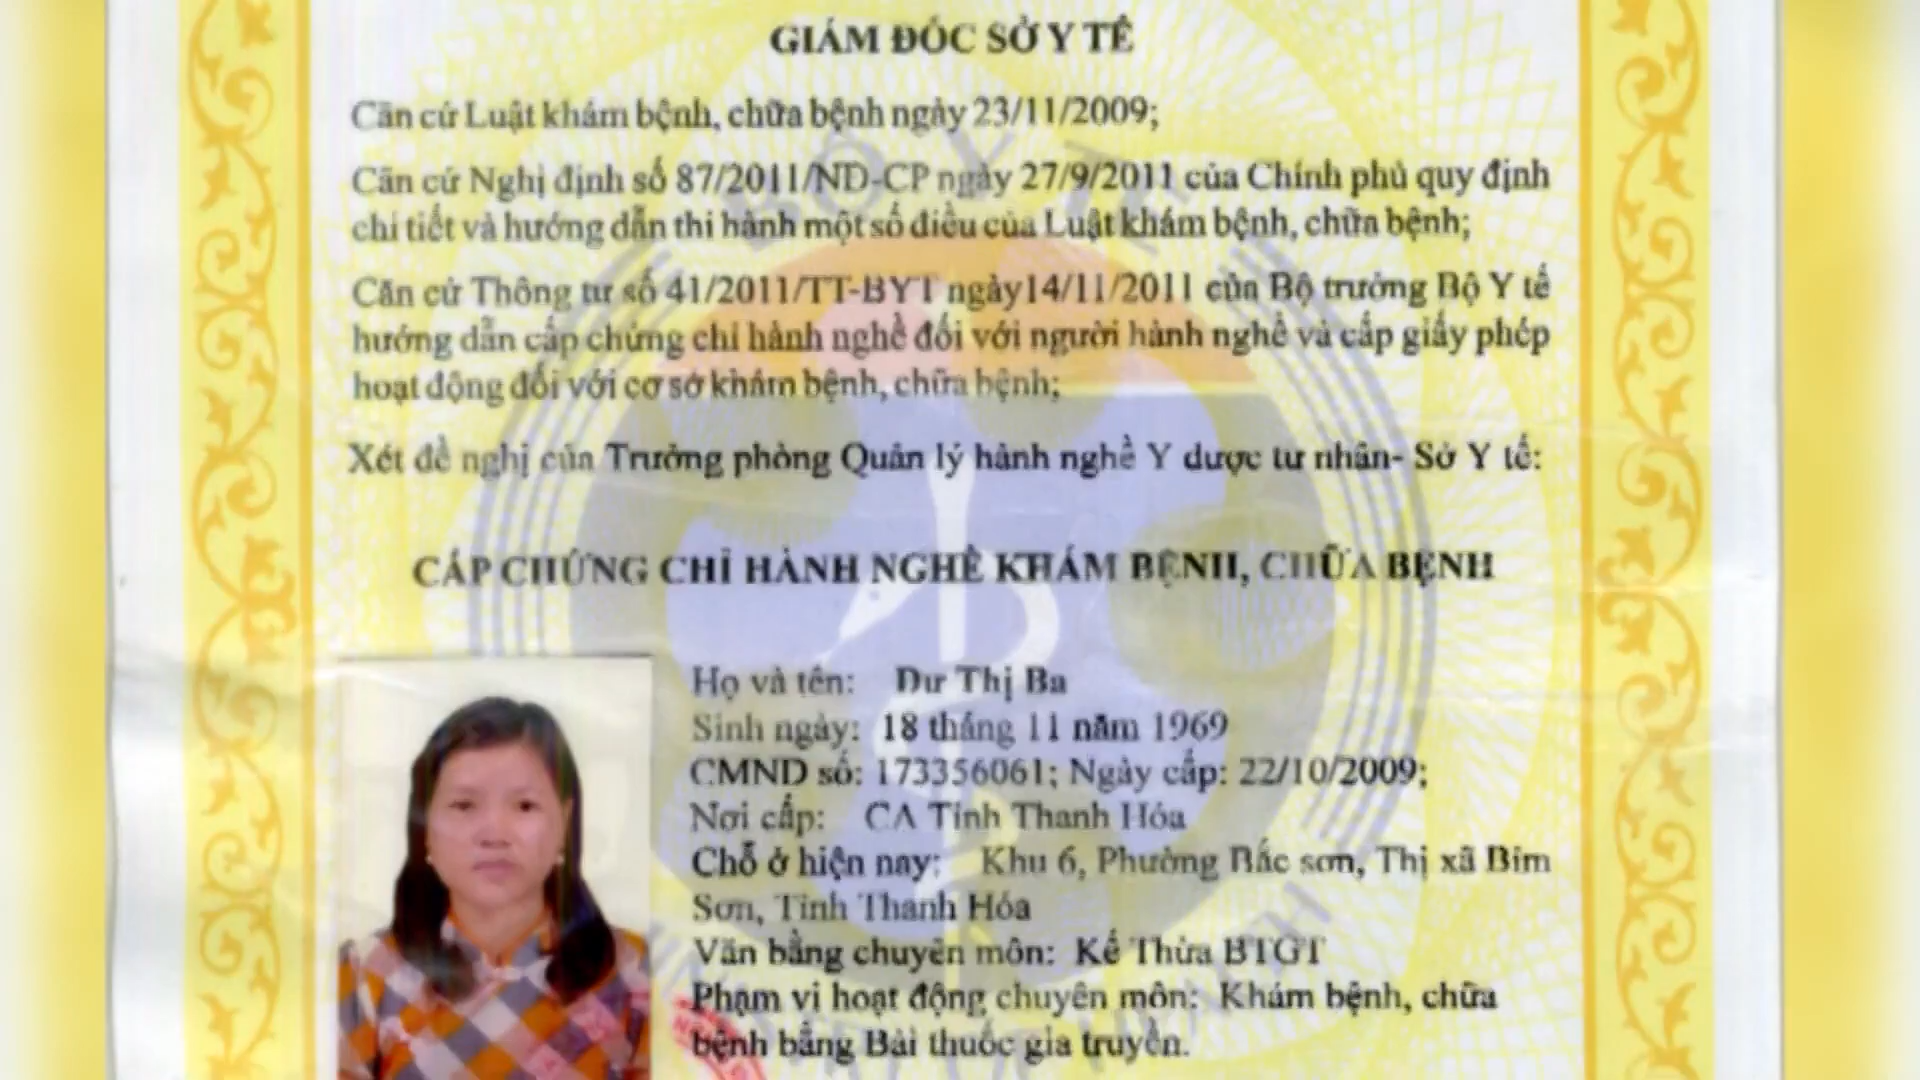 GIÁM ĐỐC SỞ Y TẾ
Căn cứ Luật khám bệnh, chữa bệnh ngày 23/11/2009;
Căn cứ Nghị định số 87/2011/NĐ-CP ngày 27/9/2011 của Chính phủ quy định
chi tiết và hướng dẫn thi hành một số điều của Luật khám bệnh, chữa bệnh;
Căn cứ Thông tư số 41/2011/TT-BYT ngày14/11/2011 của Bộ trưởng Bộ Y tế
hướng dẫn cấp chứng chỉ hành nghề đối với người hành nghề và cấp giấy phép
hoạt động đối với cơ sở khám bệnh, chữa bệnh;
Xét đề nghị của Trưởng phòng Quản lý hành nghề Y dược tư nhân- Sở Y tế:
CẤP CHỨNG CHỈ HÀNH NGHỀ KHÁM BỆNH, CHỮA BỆNH
Họ và tên: Dư Thị Ba
Sinh ngày: 18 tháng 11 năm 1969
CMND số: 173356061; Ngày cấp: 22/10/2009;
Nơi cấp: CA Tỉnh Thanh Hóa
Chỗ ở hiện nay: Khu 6, Phường Bắc sơn, Thị xã Bỉm
Sơn, Tỉnh Thanh Hóa
Văn bằng chuyên môn: Kế Thừa BTGT
Phạm vi hoạt động chuyên môn: Khám bệnh, chữa
bệnh bằng Bài thuốc gia truyền.